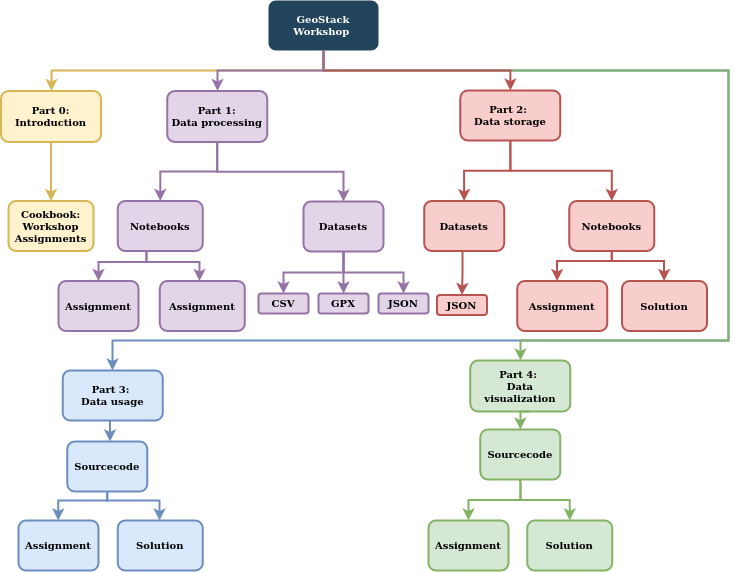 GeoStack
Workshop
Part 0:
Introduction
Part 1:
Data processing
Part 2:
Data storage
Cookbook:
Workshop
Assignments
Notebooks
Datasets
Datasets
Notebooks
Assignment
Assignment
CSV
GPX
JSON
JSON
Assignment
Solution
Part 3:
Data usage
Part 4:
Data
visualization
Sourcecode
Sourcecode
Assignment
Solution
Assignment
Solution